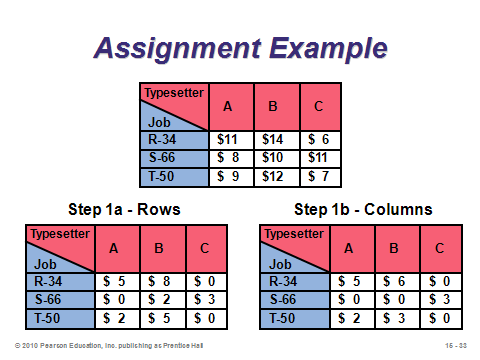 Assignment Example
Typesetter A B C
Job
R-34 $11 $14 $ 6
S-66 $ 8 $10 $11
T-50 $ 9 $12 $ 7
Step 1a - Rows
Typesetter A B C
Job
R-34 $ 5 $ 8 $ 0
S-66 $ 0 $ 2 $ 3
T-50 $ 2 $ 5 $ 0
Step 1b - Columns
Typesetter A B C
Job
R-34 $ 5 $ 6 $ 0
S-66 $ 0 $ 0 $ 3
T-50 $ 2 $ 3 $ 0
© 2010 Pearson Education, Inc. publishing as Prentice Hall
15 - 33